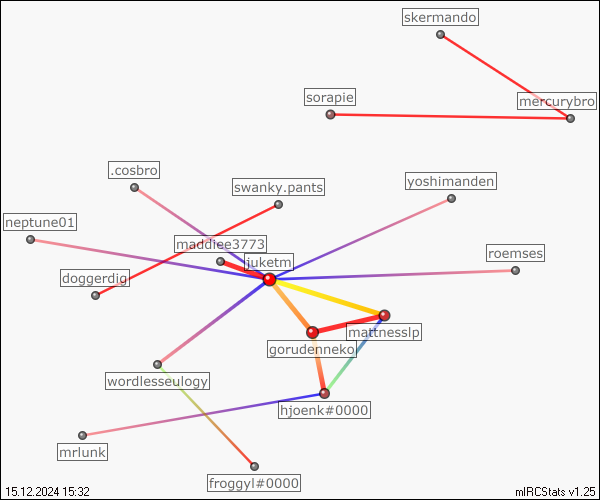 skermando
sorapie
mercurybro
.cosbro
swanky.pants
yoshimanden
neptune01
maddiee3773
juketm
roemses
doggerdig
mattnesslp
gorudenneko
wordlesseulogy
hjoenk#0000
mrlunk
froggyl#0000
15.12.2024 15:32
mIRCStats v1.25